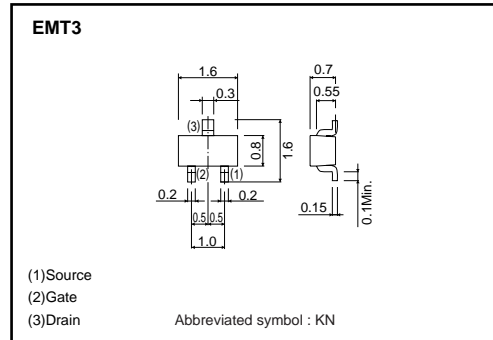 EMT3
1.6
0.3
(3)
0.8
1.6
(2)
(1)
0.2
0.2
0.5 0.5
1.0
0.7
0.55
0.15
0.1Min.
(1)Source
(2)Gate
(3)Drain
Abbreviated symbol : KN